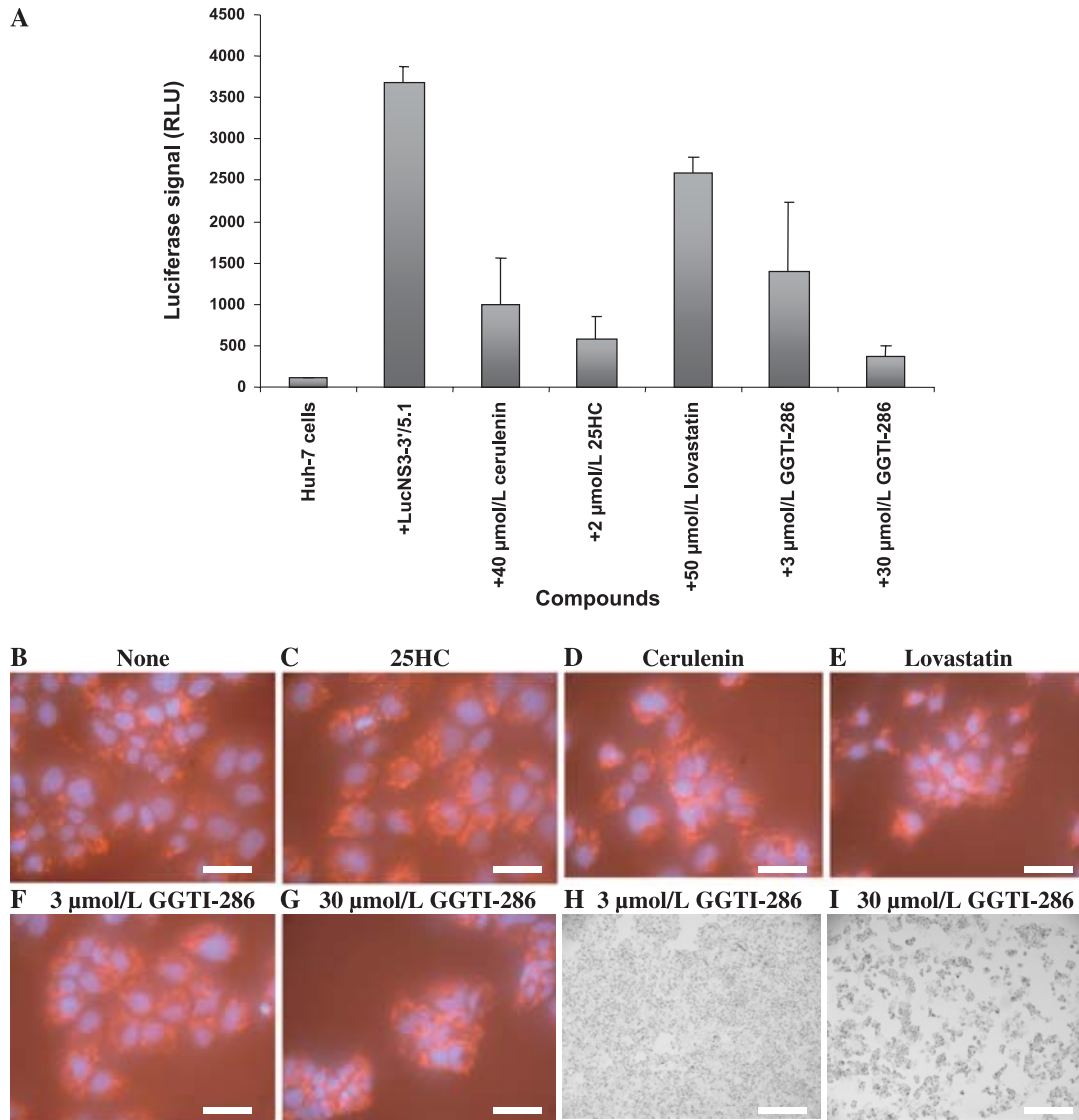 A
Luciferase signal (RLU)
4500
4000
3500
3000
2500
2000
1500
1000
500
0
Huh-7 cells
+LucNS3-3'/5.1
+40 µmol/L cerulenin
+2 µmol/L 25HC
+50 µmol/L lovastatin
+3 µmol/L GGTI-286
+30 µmol/L GGTI-286
Compounds
B None
C 25HC
D Cerulenin
E Lovastatin
F 3 µmol/L GGTI-286
G 30 µmol/L GGTI-286
H 3 µmol/L GGTI-286
I 30 µmol/L GGTI-286